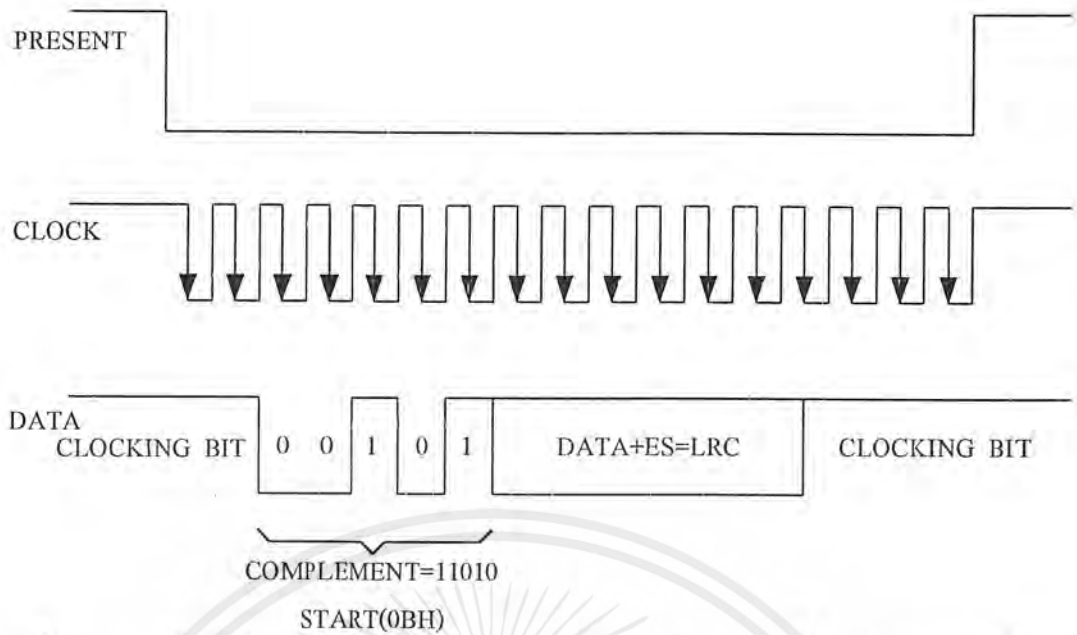 PRESENT
CLOCK
DATA
CLOCKING BIT 0 0 1 0 1 DATA+ES=LRC CLOCKING BIT
COMPLEMENT=11010
START(0BH)